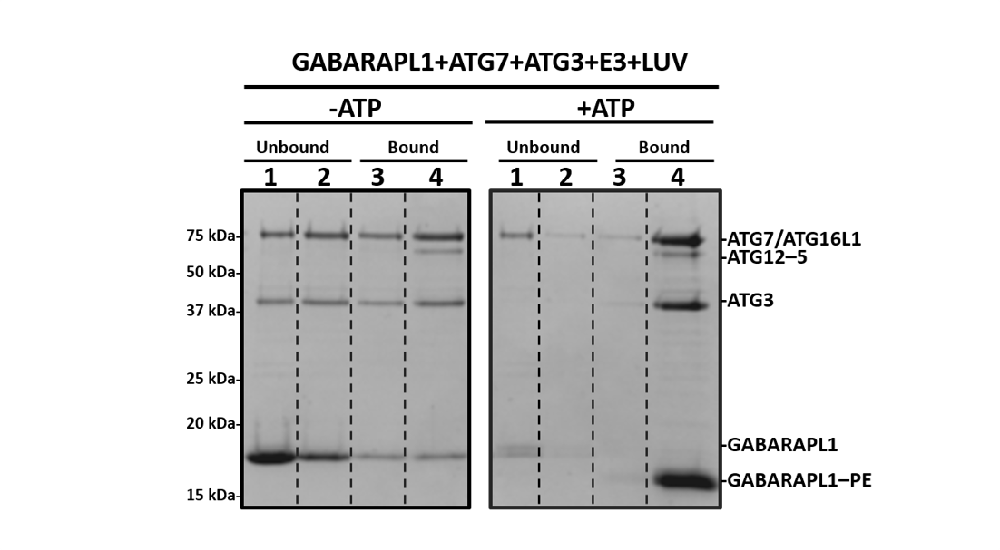 GABARAPL1+ATG7+ATG3+E3+LUV
-ATP +ATP
Unbound Bound Unbound Bound
1 2 3 4 1 2 3 4
75 kDa- -ATG7/ATG16L1
-ATG12–5
50 kDa-
37 kDa- -ATG3
25 kDa-
20 kDa-
-GABARAPL1
-GABARAPL1–PE
15 kDa-